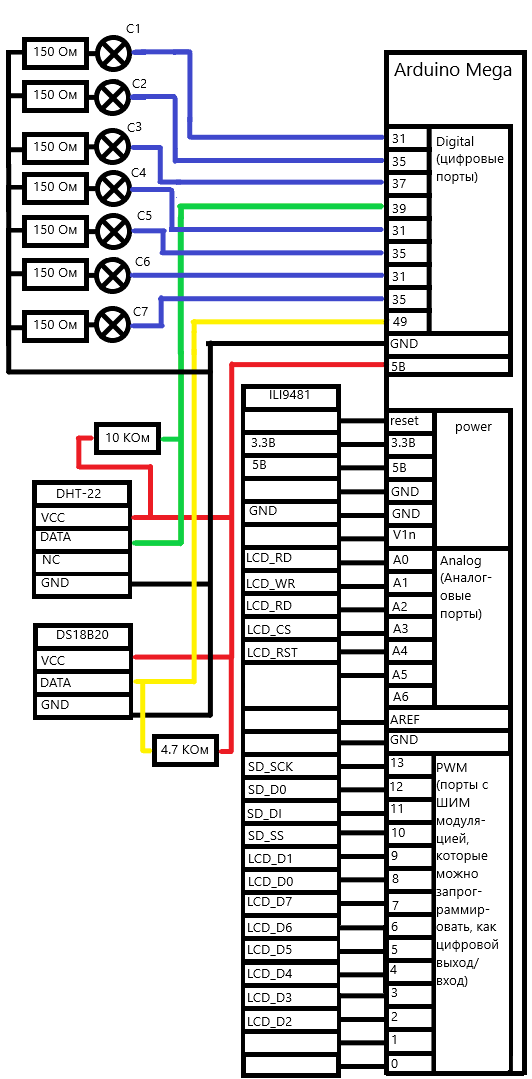 C1
150 Ом
C2
150 Ом
C3
150 Ом
C4
150 Ом
C5
150 Ом
C6
150 Ом
C7
150 Ом
Arduino Mega
31
35
37
39
31
35
31
35
49
Digital
(цифровые
порты)
GND
5В
10 КОм
DHT-22
VCC
DATA
NC
GND
DS18B20
VCC
DATA
GND
4.7 КОм
ILI9481
3.3В
5В
GND
LCD_RD
LCD_WR
LCD_RD
LCD_CS
LCD_RST
SD_SCK
SD_D0
SD_DI
SD_SS
LCD_D1
LCD_D0
LCD_D7
LCD_D6
LCD_D5
LCD_D4
LCD_D3
LCD_D2
reset
3.3В
5В
GND
GND
V1n
power
A0
A1
A2
A3
A4
A5
A6
Analog
(Аналог-
овые
порты)
AREF
GND
13
12
11
10
9
8
7
6
5
4
3
2
1
0
PWM
(порты с
ШИМ
модуля-
цией,
которые
можно
запрог-
раммир-
овать, как
цифровой
выход/
вход)